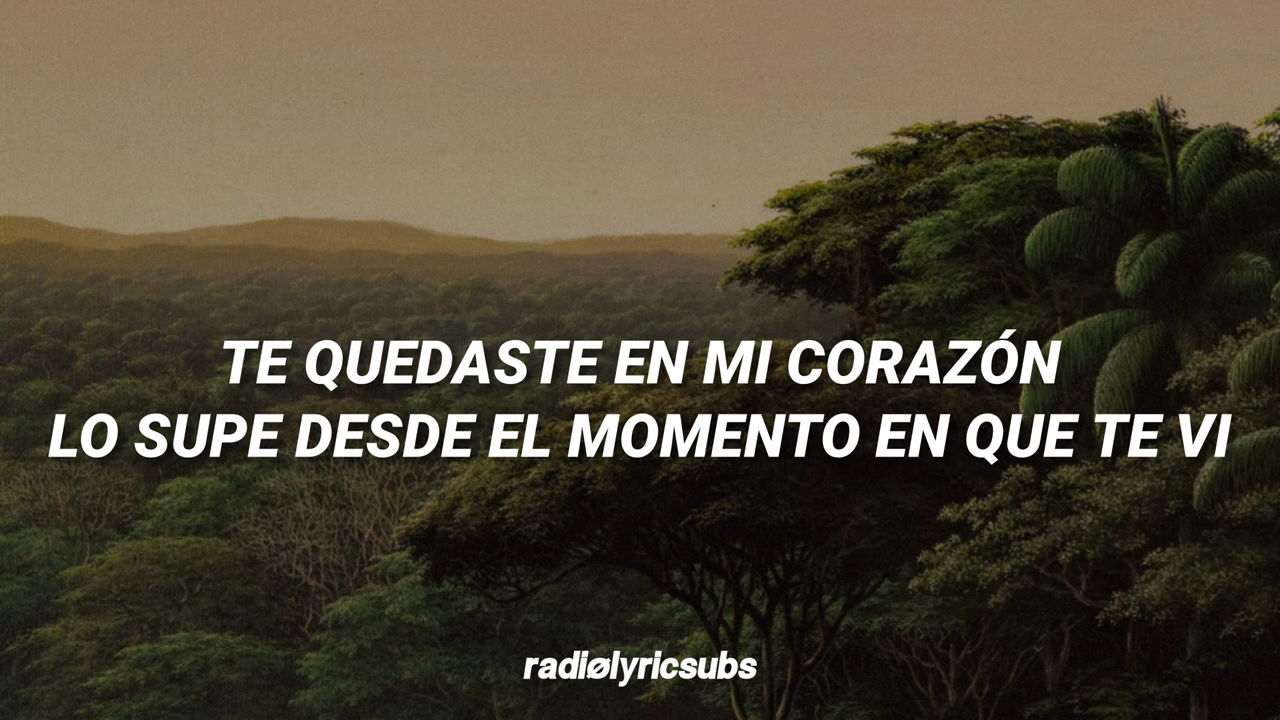 TE QUEDASTE EN MI CORAZÓN
LO SUPE DESDE EL MOMENTO EN QUE TE VI
radiølyricsubs